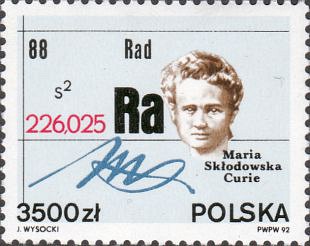 88 Rad
S²
226,025 Ra
Maria
Skłodowska
Curie
3500 zł POLSKA
J. WYSOCKI PWPW 92